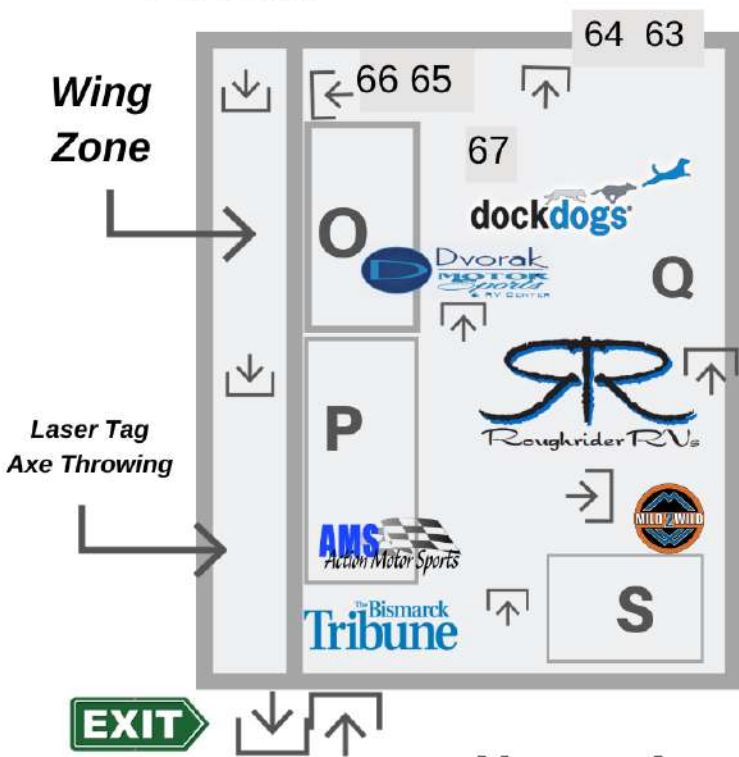 64 63
66 65
Wing
Zone
67
dockdogs
O
Dvorak
MOTOR
Sports
& RV CENTER
Q
Roughrider RVs
P
Laser Tag
Axe Throwing
MILD 2 WILD
AMS
Action Motor Sports
The Bismarck
Tribune
S
EXIT